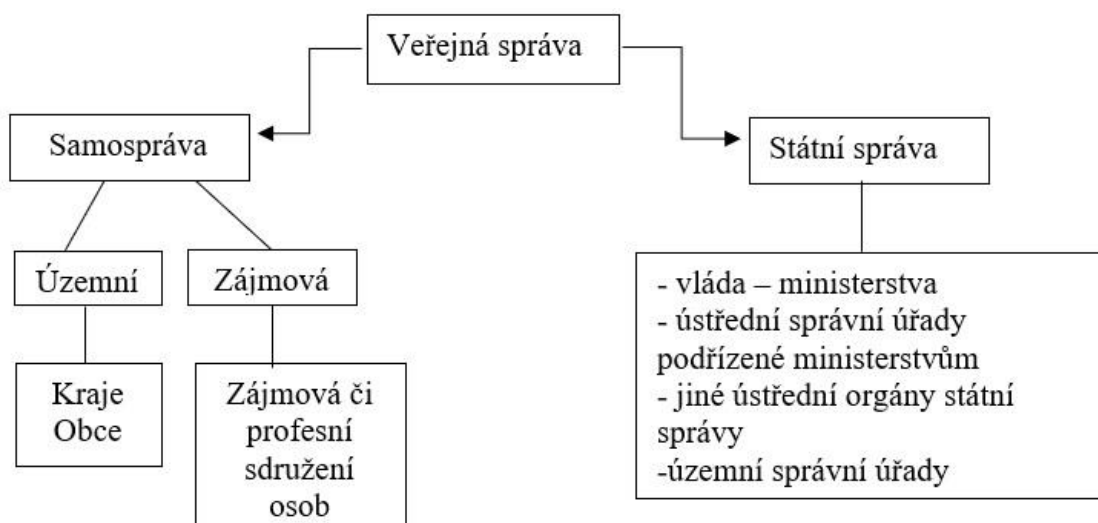 Veřejná správa
Samospráva
Státní správa
Územní
Zájmová
Kraje
Obce
Zájmová či
profesní
sdružení
osob
- vláda – ministerstva
- ústřední správní úřady
podřízené ministerstvům
- jiné ústřední orgány státní
správy
-územní správní úřady